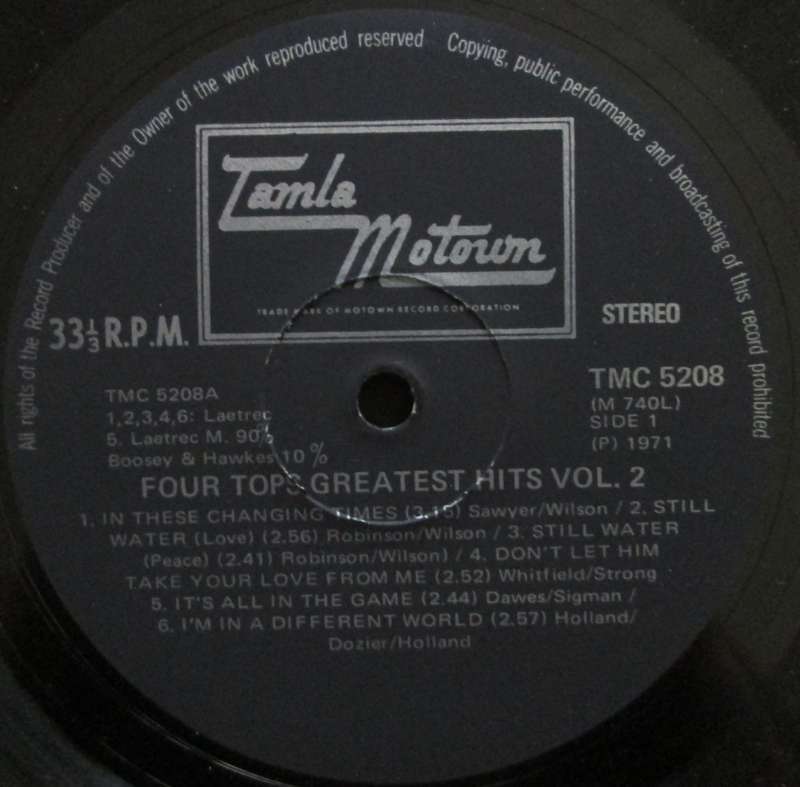 All rights of the Record Producer and of the Owner of the work reproduced reserved Copying, public performance and broadcasting of this record prohibited
Tamla
Motown
TRADE MARK OF MOTOWN RECORD CORPORATION
33⅓ R.P.M.
STEREO
TMC 5208A
1,2,3,4,6: Laetrec
5. Laetrec M. 90%
Boosey & Hawkes 10%
TMC 5208
(M 740L)
SIDE 1
(P) 1971
FOUR TOPS GREATEST HITS VOL. 2
1. IN THESE CHANGING TIMES (3.15) Sawyer/Wilson / 2. STILL
WATER (Love) (2.56) Robinson/Wilson / 3. STILL WATER
(Peace) (2.41) Robinson/Wilson) / 4. DON'T LET HIM
TAKE YOUR LOVE FROM ME (2.52) Whitfield/Strong
5. IT'S ALL IN THE GAME (2.44) Dawes/Sigman /
6. I'M IN A DIFFERENT WORLD (2.57) Holland/
Dozier/Holland